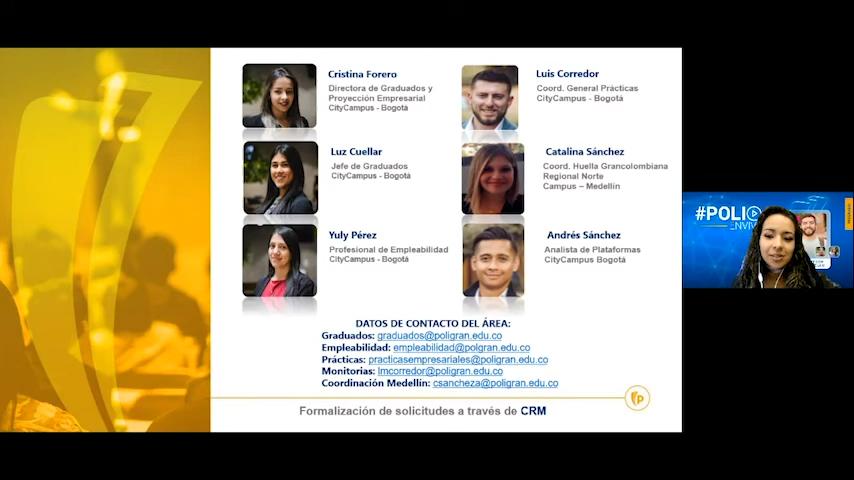 Cristina Forero
Directora de Graduados y
Proyección Empresarial
CityCampus - Bogotá
Luis Corredor
Coord. General Prácticas
CityCampus - Bogotá
Luz Cuellar
Jefe de Graduados
CityCampus - Bogotá
Catalina Sánchez
Coord. Huella Grancolombiana
Regional Norte
Campus – Medellín
Yuly Pérez
Profesional de Empleabilidad
CityCampus - Bogotá
Andrés Sánchez
Analista de Plataformas
CityCampus Bogotá
DATOS DE CONTACTO DEL ÁREA:
Graduados: graduados@poligran.edu.co
Empleabilidad: empleabilidad@polgran.edu.co
Prácticas: practicasempresariales@poligran.edu.co
Monitorias: lmcorredor@poligran.edu.co
Coordinación Medellín: csancheza@poligran.edu.co
Formalización de solicitudes a través de CRM
#POLI